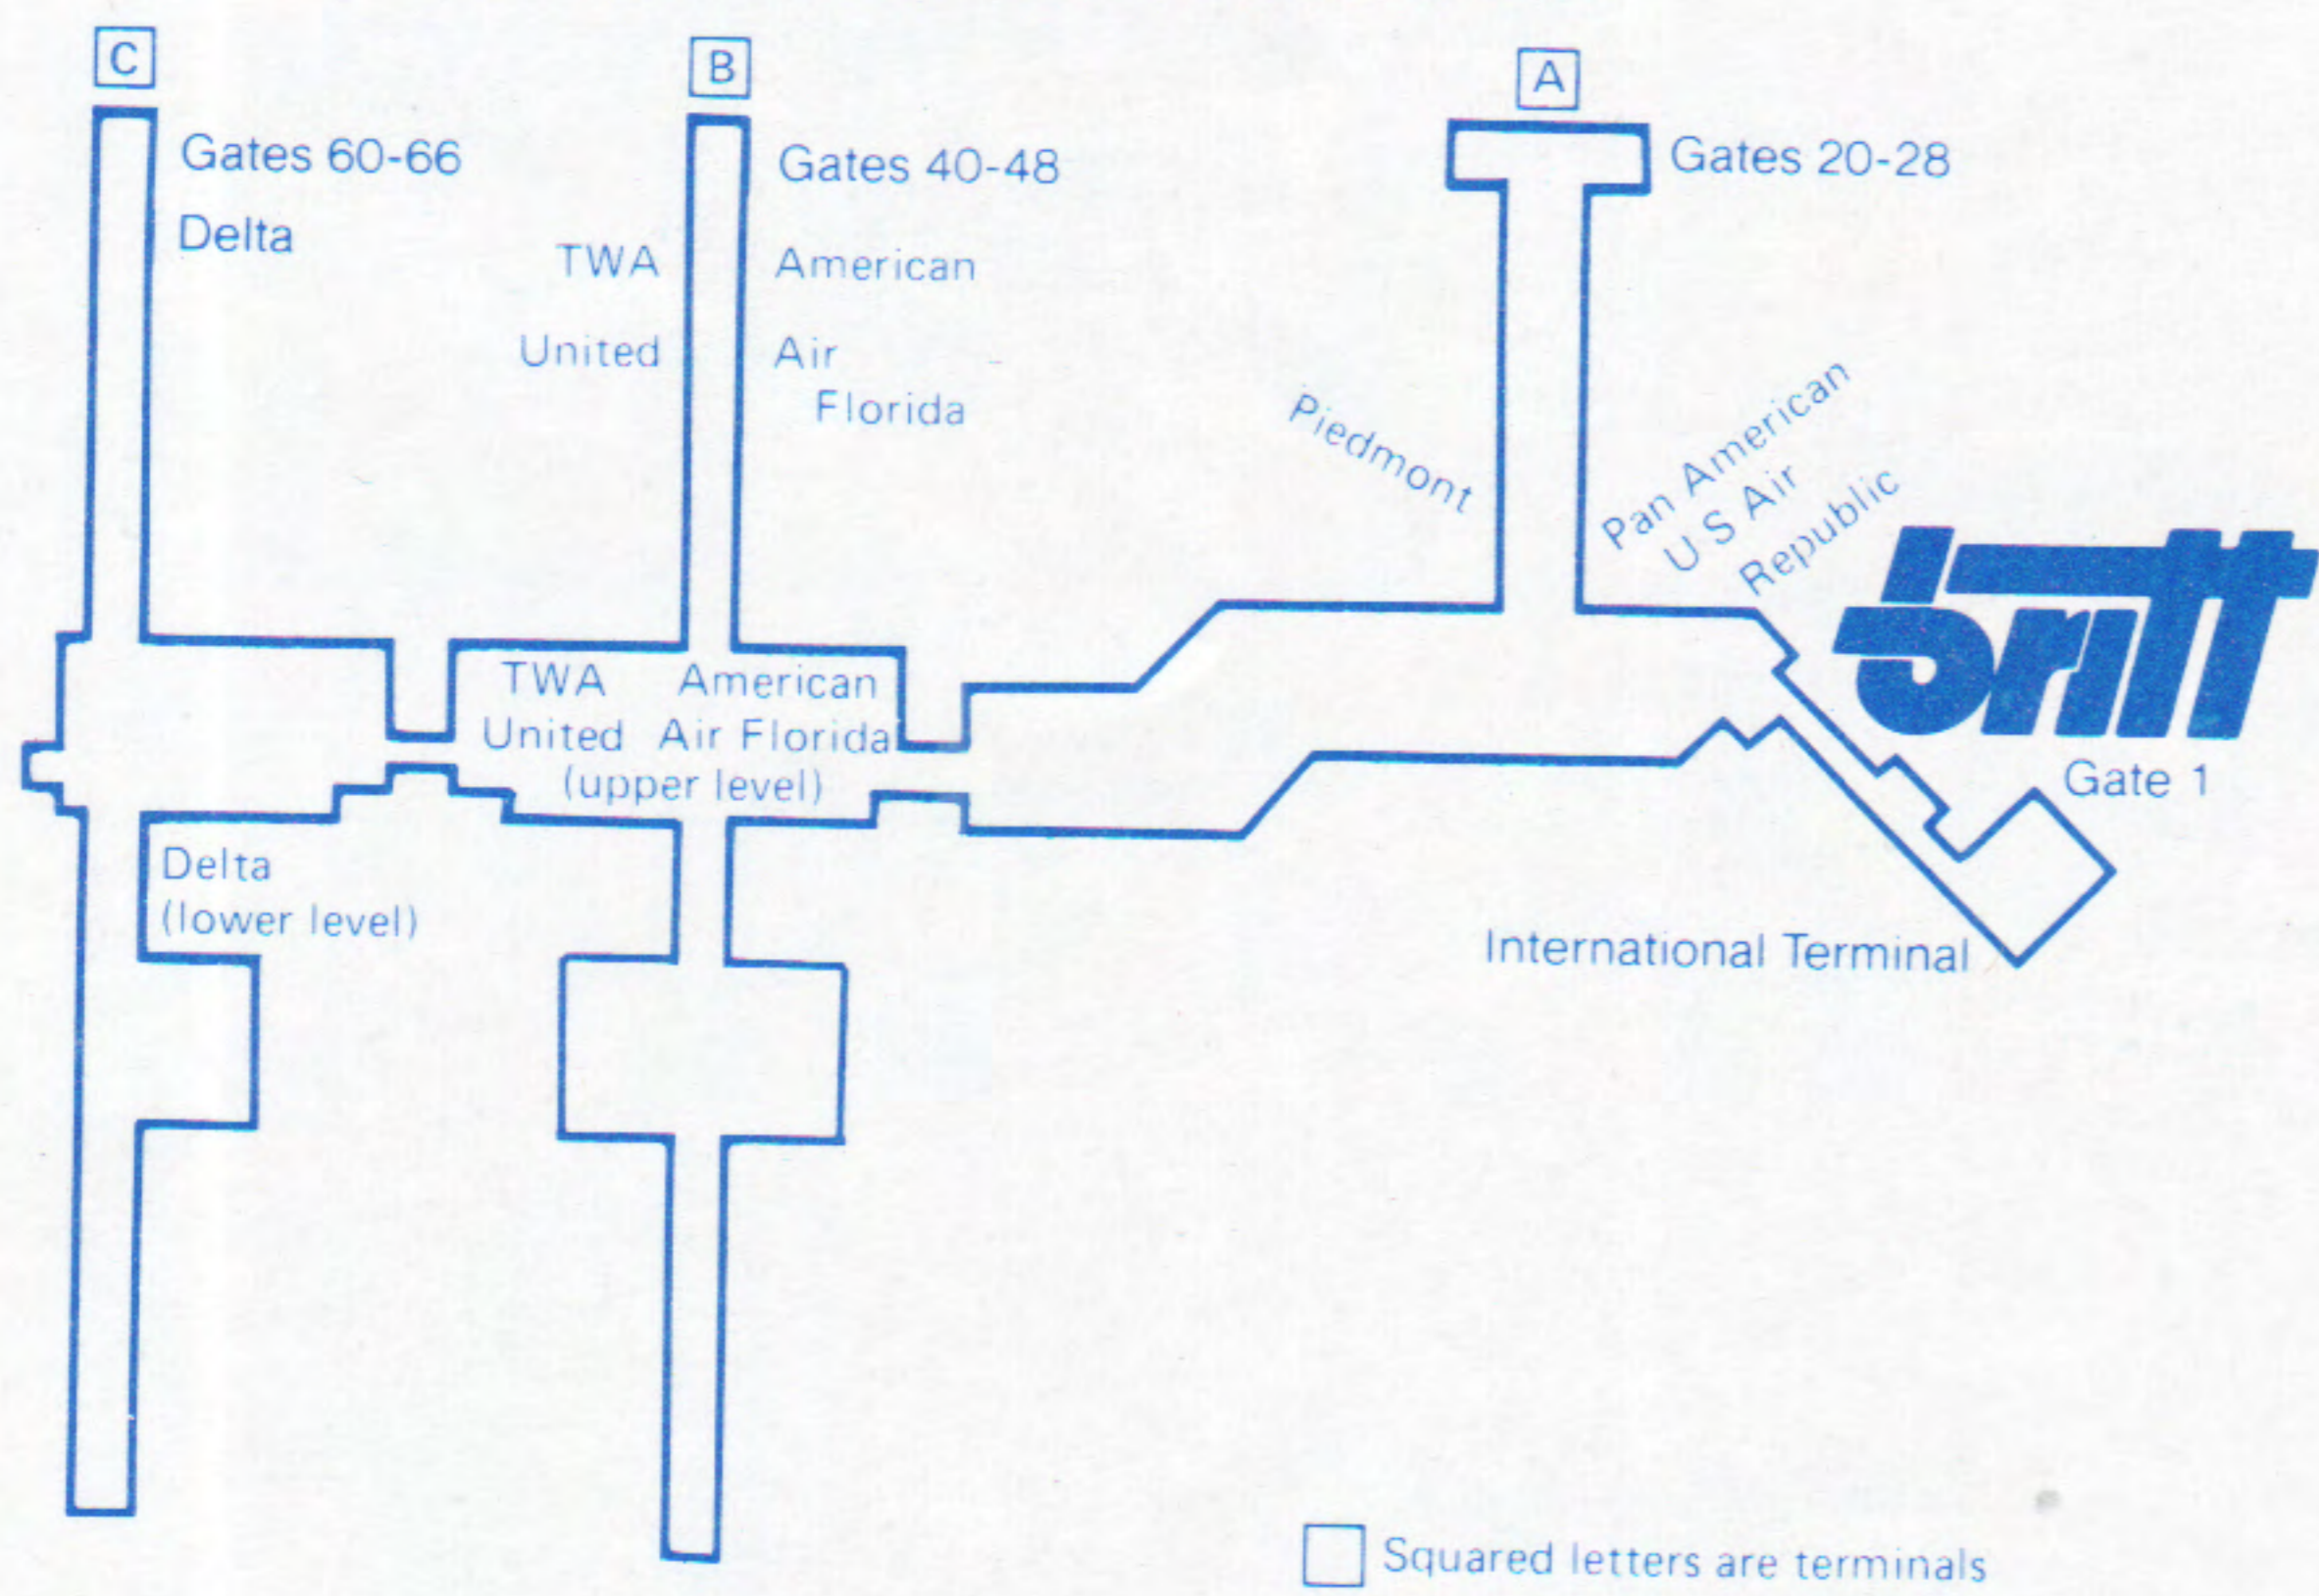 C
B
A
Gates 60-66
Gates 40-48
Gates 20-28
Delta
TWA
American
United
Air
Florida
Piedmont
Pan American
U S Air
Republic
britt
Gate 1
TWA American
United Air Florida
(upper level)
Delta
(lower level)
International Terminal
Squared letters are terminals